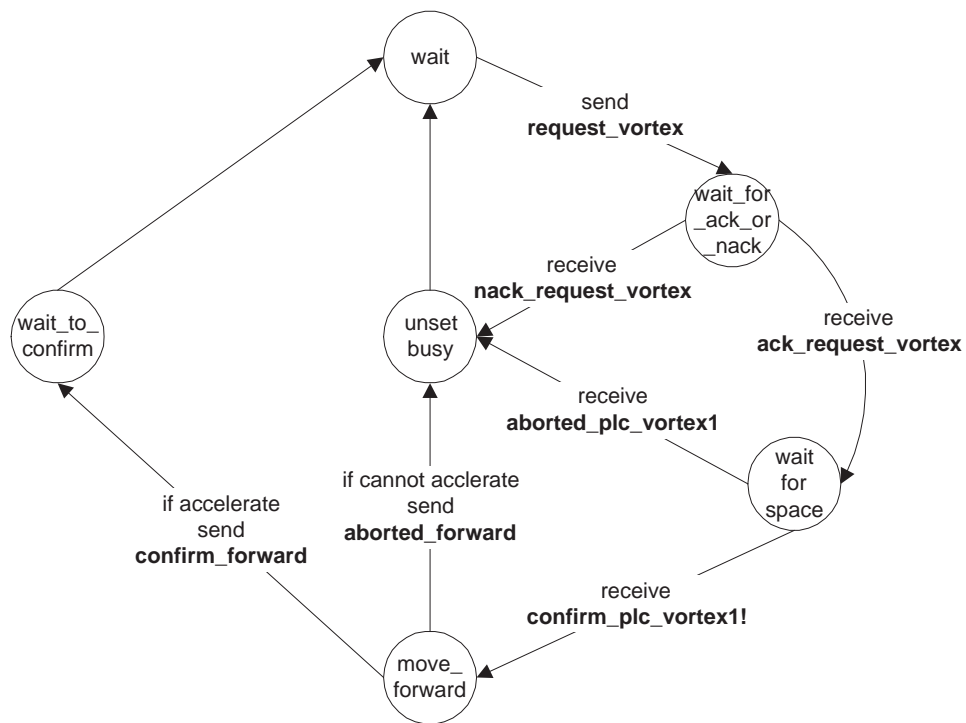 wait
send
request_vortex
wait_for
_ack_or
_nack
receive
nack_request_vortex
receive
ack_request_vortex
wait_to_
confirm
unset
busy
receive
aborted_plc_vortex1
wait
for
space
if accelerate
send
confirm_forward
if cannot acclerate
send
aborted_forward
receive
confirm_plc_vortex1!
move_
forward